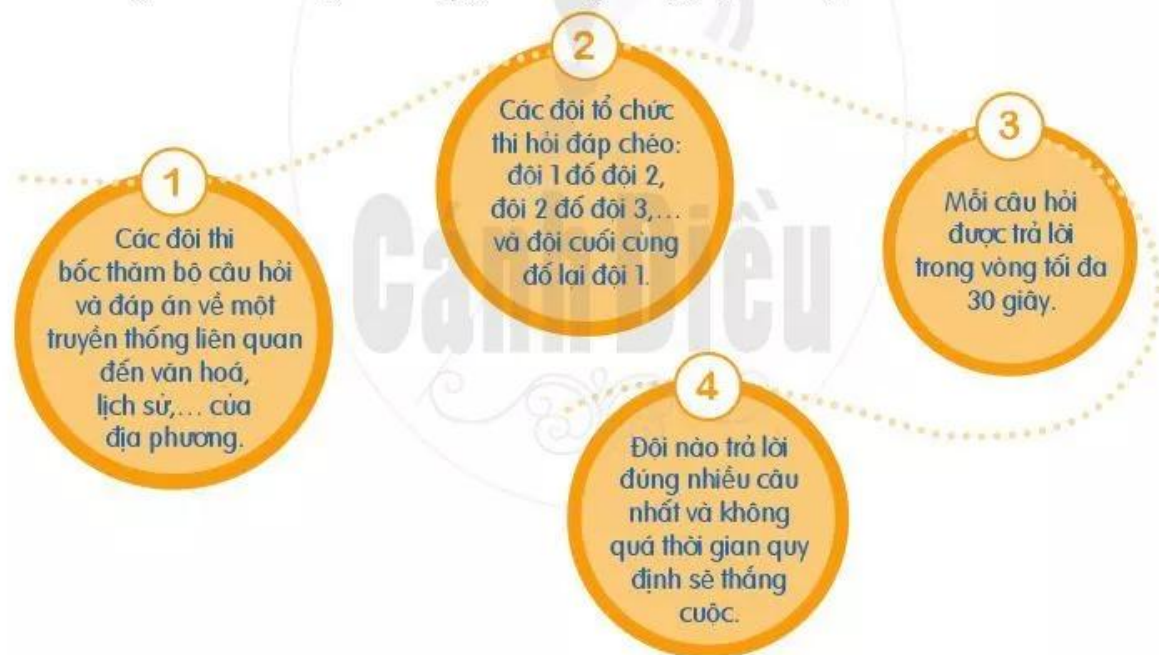 1
Các đội thi
bốc thăm bộ câu hỏi
và đáp án về một
truyền thống liên quan
đến văn hoá,
lịch sử,... của
địa phương.
2
Các đội tổ chức
thi hỏi đáp chéo:
đội 1 đố đội 2,
đội 2 đố đội 3,...
và đội cuối cùng
đố lại đội 1.
3
Mỗi câu hỏi
được trả lời
trong vòng tối đa
30 giây.
4
Đội nào trả lời
đúng nhiều câu
nhất và không
quá thời gian quy
định sẽ thắng
cuộc.
Cánh Diều